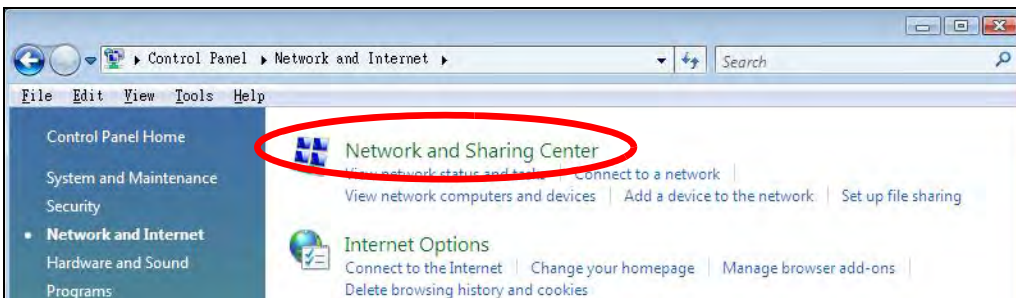 Control Panel ▸ Network and Internet ▸
Search
File Edit View Tools Help
Control Panel Home
System and Maintenance
Security
• Network and Internet
Hardware and Sound
Programs
Network and Sharing Center
View network status and tasks | Connect to a network |
View network computers and devices | Add a device to the network | Set up file sharing
Internet Options
Connect to the Internet | Change your homepage | Manage browser add-ons |
Delete browsing history and cookies